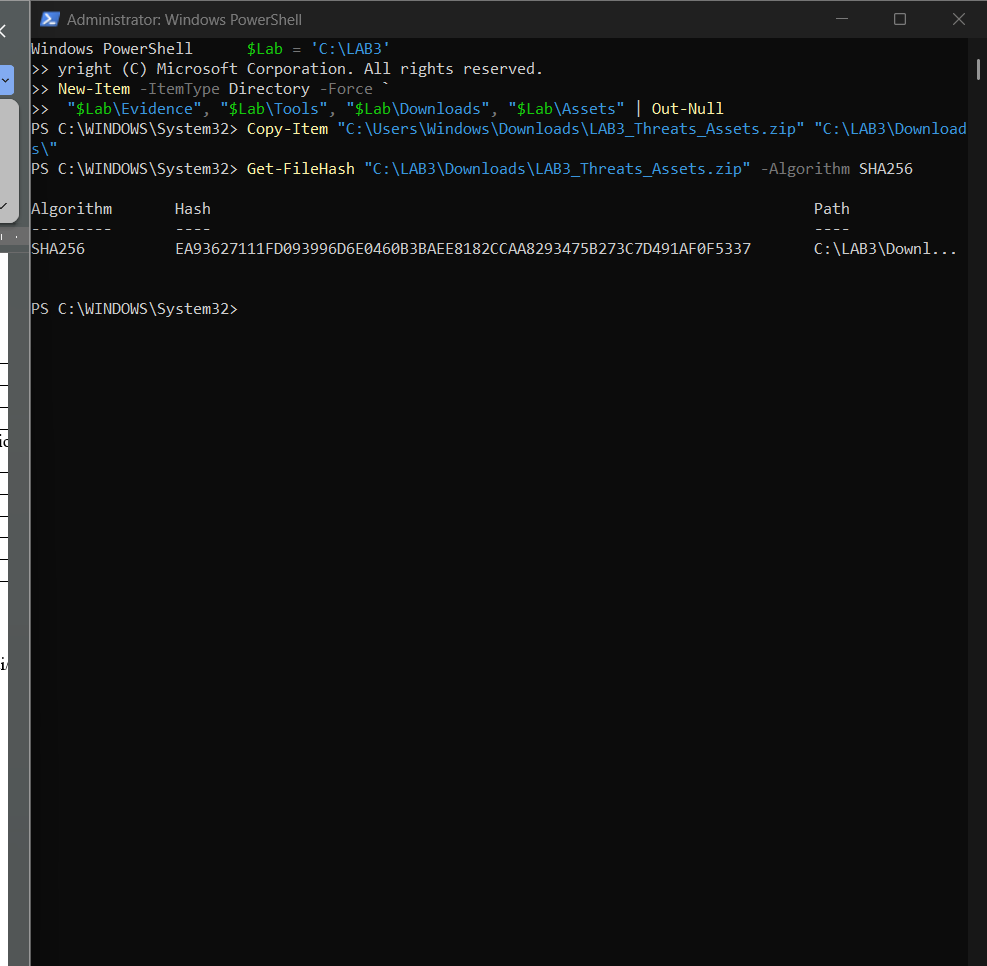 Administrator: Windows PowerShell
Windows PowerShell      $Lab = 'C:\LAB3'
>> yright (C) Microsoft Corporation. All rights reserved.
>> New-Item -ItemType Directory -Force `
>>  "$Lab\Evidence", "$Lab\Tools", "$Lab\Downloads", "$Lab\Assets" | Out-Null
PS C:\WINDOWS\System32> Copy-Item "C:\Users\Windows\Downloads\LAB3_Threats_Assets.zip" "C:\LAB3\Download
s\"
PS C:\WINDOWS\System32> Get-FileHash "C:\LAB3\Downloads\LAB3_Threats_Assets.zip" -Algorithm SHA256
Algorithm       Hash                                                                   Path
---------       ----                                                                   ----
SHA256          EA93627111FD093996D6E0460B3BAEE8182CCAA8293475B273C7D491AF0F5337       C:\LAB3\Downl...
PS C:\WINDOWS\System32>